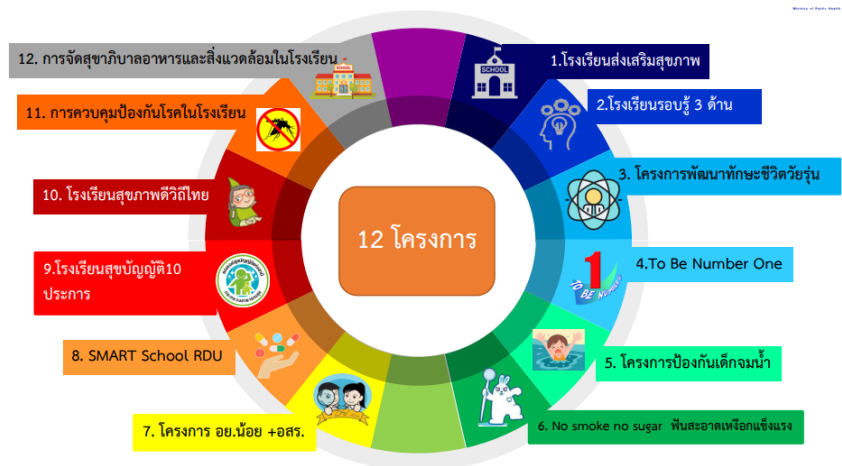 Ministry of Public Health
12 โครงการ
1.โรงเรียนส่งเสริมสุขภาพ
SCHOOL
2.โรงเรียนรอบรู้ 3 ด้าน
3. โครงการพัฒนาทักษะชีวิตวัยรุ่น
4.To Be Number One
1
TO BE NUMBER
5. โครงการป้องกันเด็กจมน้ำ
6. No smoke no sugar ฟันสะอาดเหงือกแข็งแรง
7. โครงการ อย.น้อย +อสร.
8. SMART School RDU
9.โรงเรียนสุขบัญญัติ10
ประการ
10. โรงเรียนสุขภาพดีวิถีไทย
11. การควบคุมป้องกันโรคในโรงเรียน
12. การจัดสุขาภิบาลอาหารและสิ่งแวดล้อมในโรงเรียน
SCHOOL